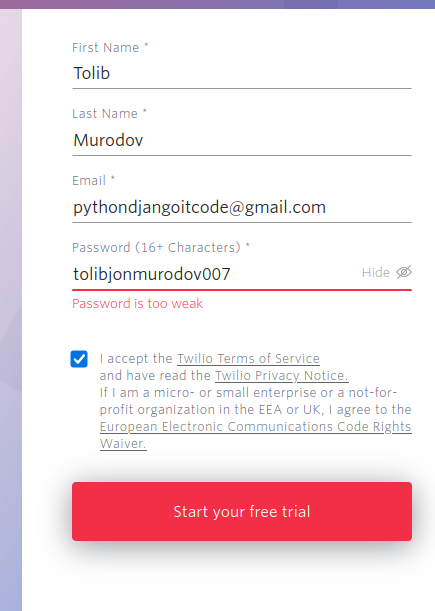 First Name *
Tolib
Last Name *
Murodov
Email *
pythondjangoitcode@gmail.com
Password (16+ Characters) *
tolibjonmurodov007 Hide
Password is too weak
I accept the Twilio Terms of Service
and have read the Twilio Privacy Notice.
If I am a micro- or small enterprise or a not-for-
profit organization in the EEA or UK, I agree to the
European Electronic Communications Code Rights
Waiver.
Start your free trial